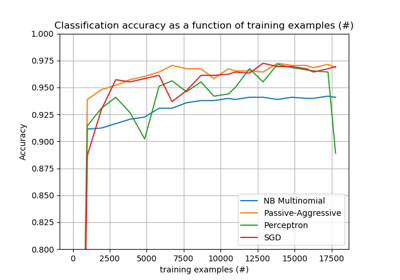 Classification accuracy as a function of training examples (#)
1.000
0.975
0.950
0.925
0.900
0.875
0.850
0.825
0.800
Accuracy
NB Multinomial
Passive-Aggressive
Perceptron
SGD
0 2500 5000 7500 10000 12500 15000 17500
training examples (#)